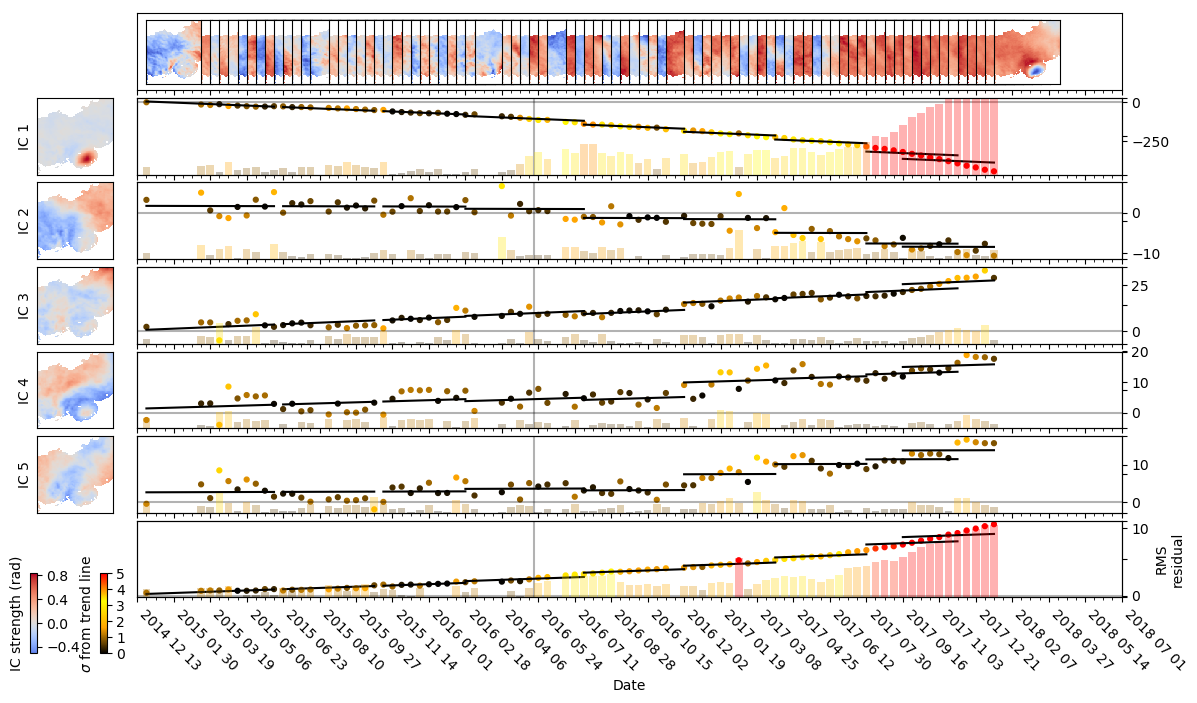 IC 1
0
−250
IC 2
0
−10
IC 3
25
0
IC 4
20
10
0
IC 5
10
0
RMS
residual
10
0
IC strength (rad)
0.8
0.4
0.0
−0.4
σ from trend line
5
4
3
2
1
0
2014 12 13
2015 01 30
2015 03 19
2015 05 06
2015 06 23
2015 08 10
2015 09 27
2015 11 14
2016 01 01
2016 02 18
2016 04 06
2016 05 24
2016 07 11
2016 08 28
2016 10 15
2016 12 02
2017 01 19
2017 03 08
2017 04 25
2017 06 12
2017 07 30
2017 09 16
2017 11 03
2017 12 21
2018 02 07
2018 03 27
2018 05 14
2018 07 01
Date